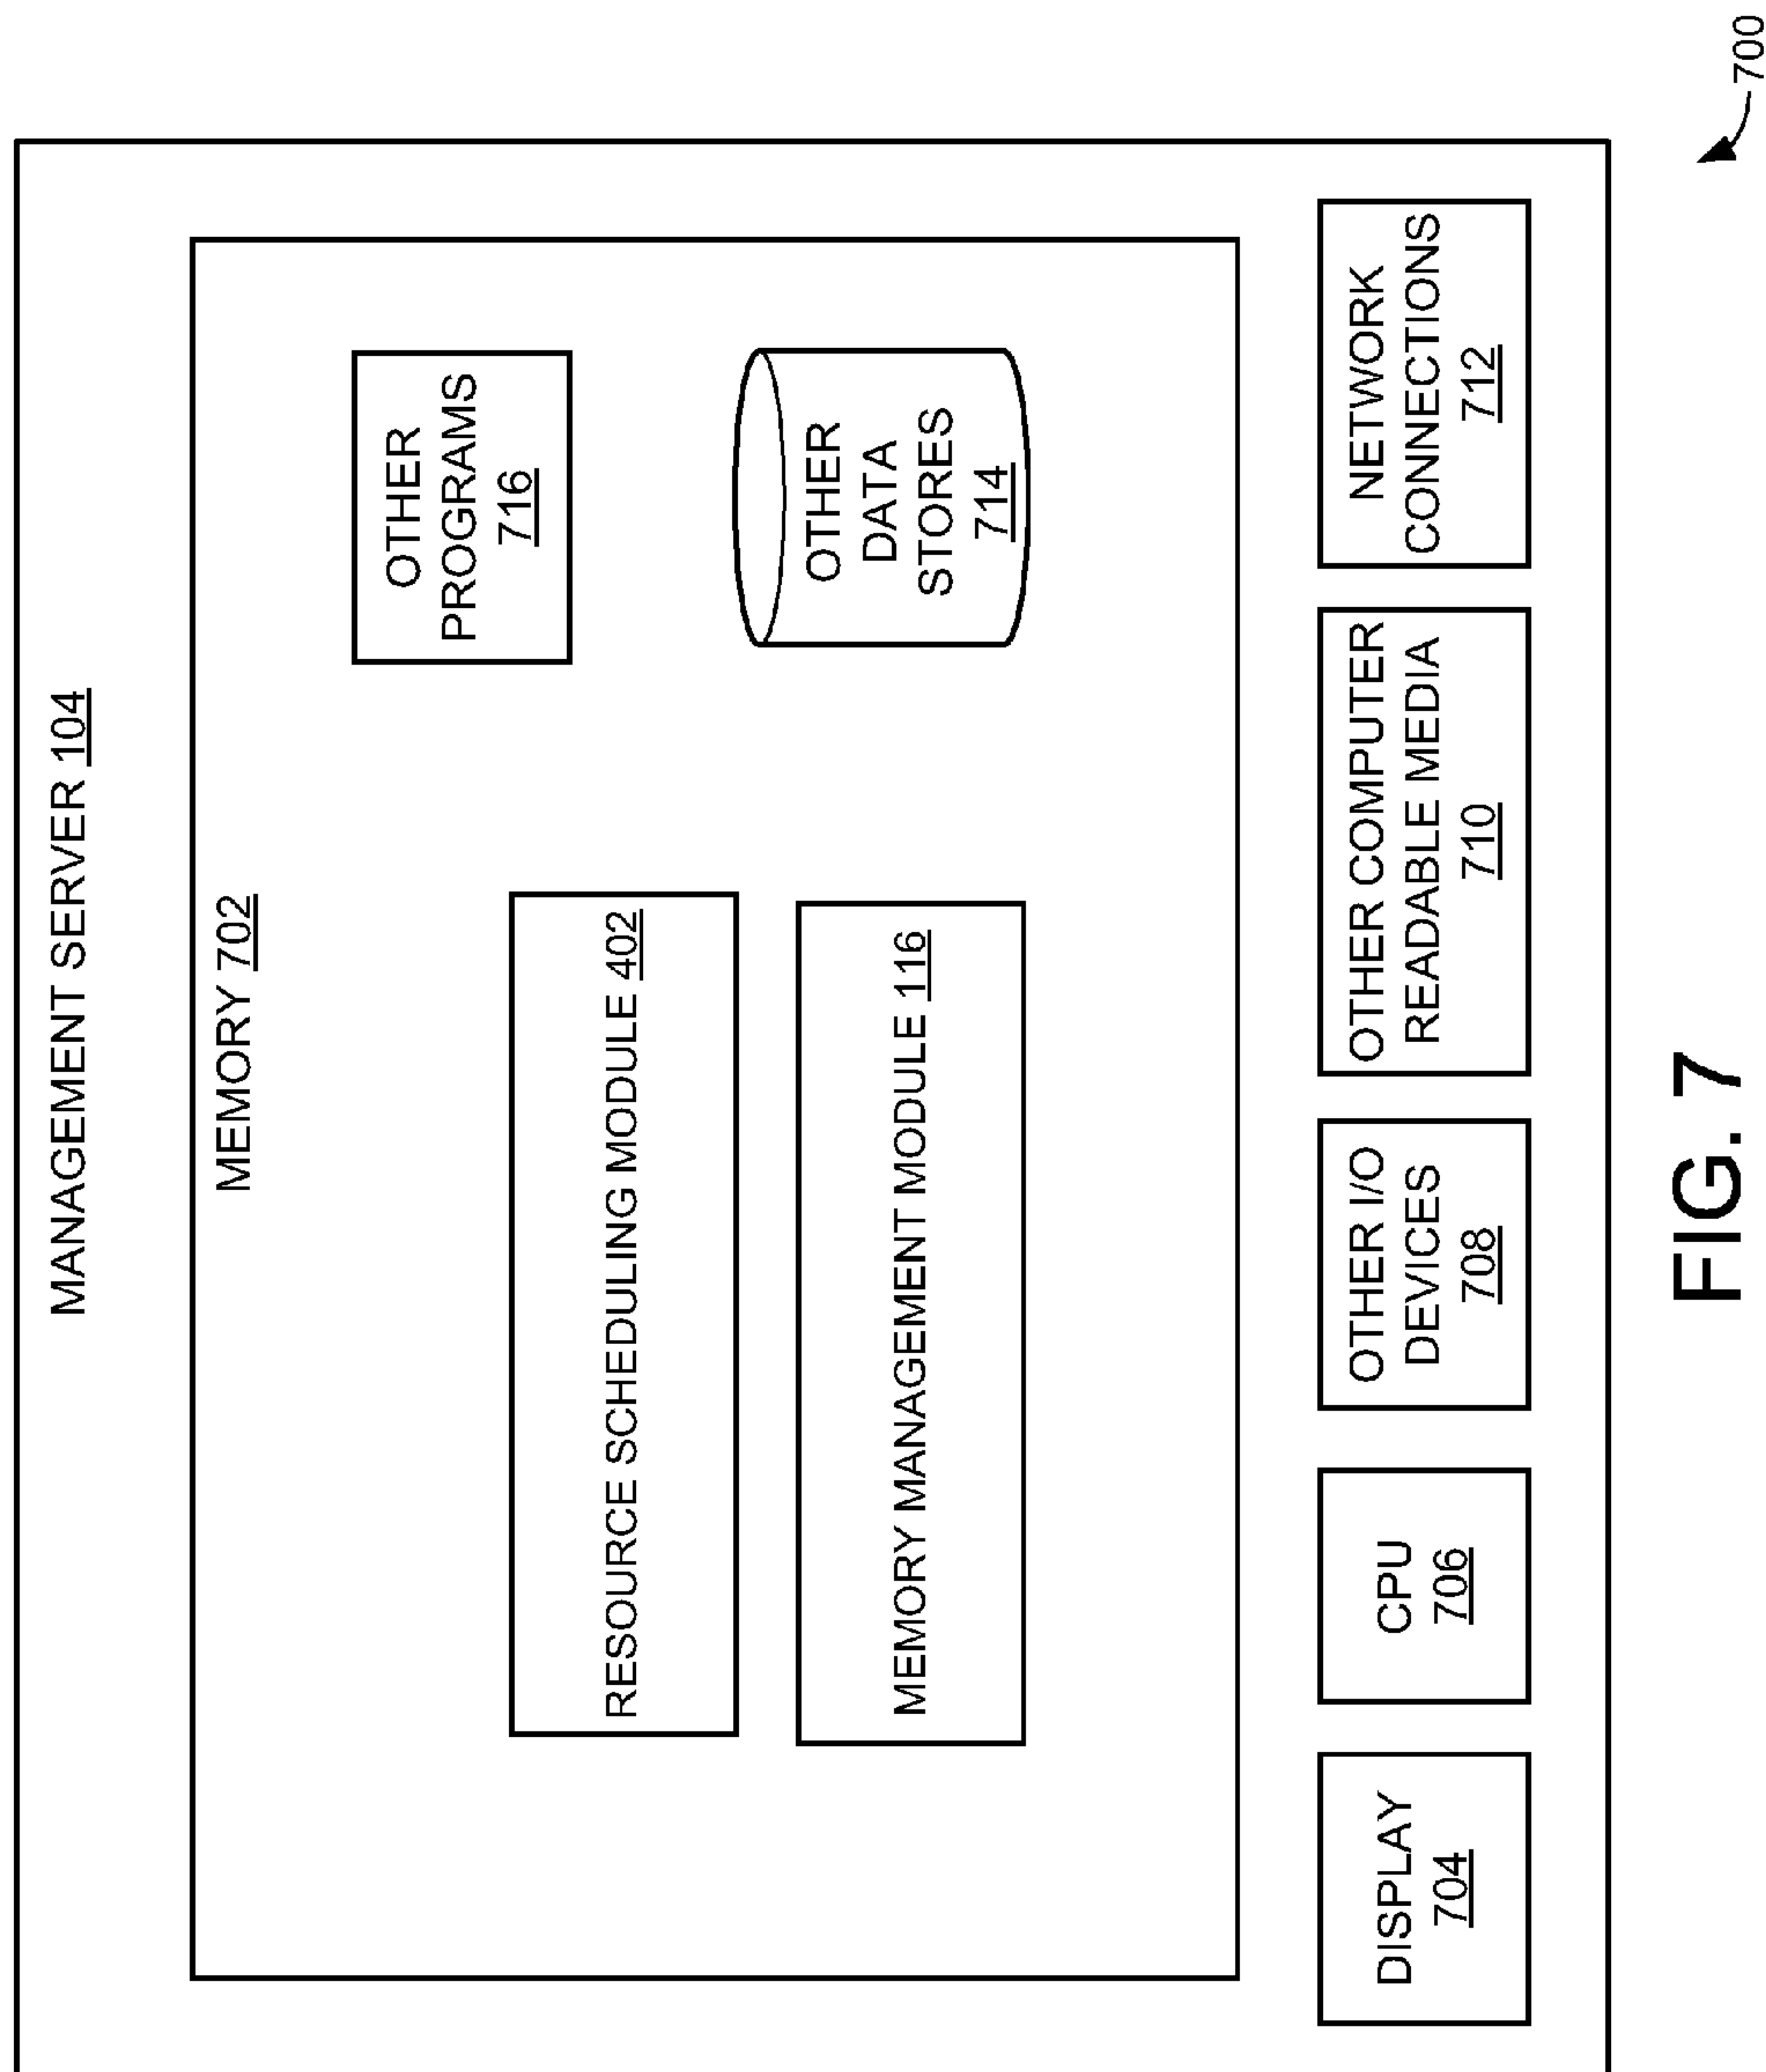 MANAGEMENT SERVER 104
MEMORY 702
RESOURCE SCHEDULING MODULE 402
MEMORY MANAGEMENT MODULE 116
OTHER
PROGRAMS
716
OTHER
DATA
STORES
714
DISPLAY
704
CPU
706
OTHER I/O
DEVICES
708
OTHER COMPUTER
READABLE MEDIA
710
NETWORK
CONNECTIONS
712
700
FIG. 7